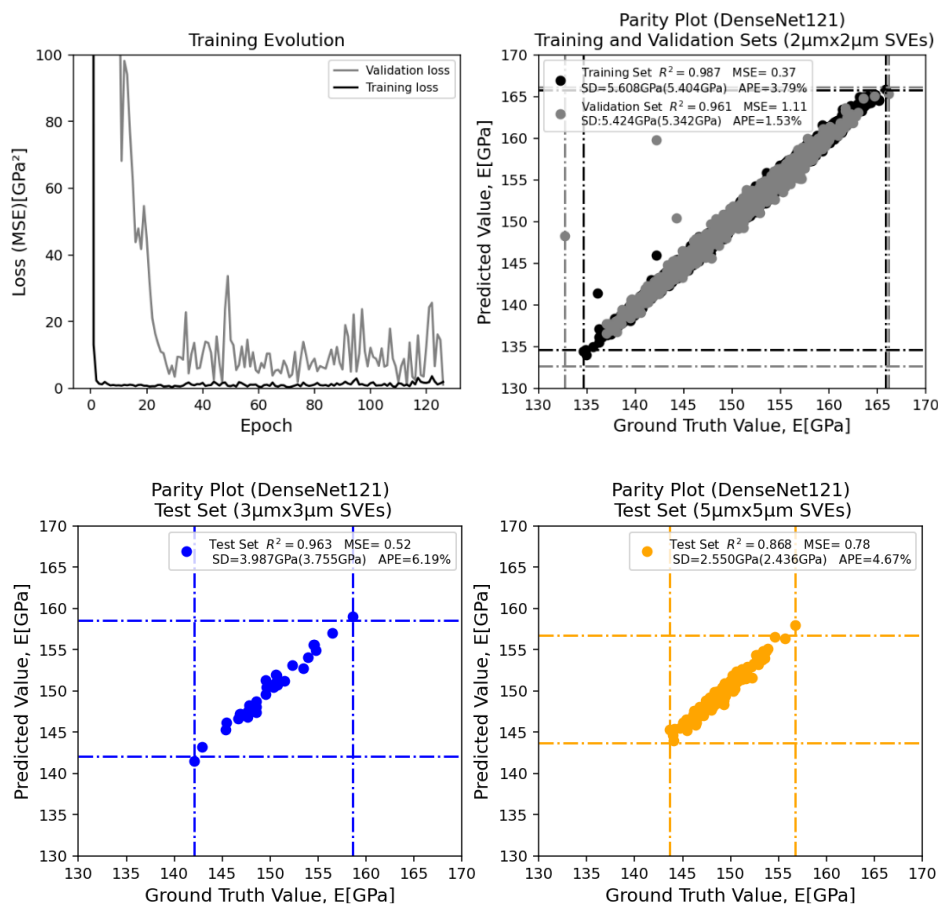 Training Evolution
100
80
60
40
20
0
Loss (MSE)[GPa²]
Validation loss
Training loss
0 20 40 60 80 100 120
Epoch
Parity Plot (DenseNet121)
Training and Validation Sets (2μmx2μm SVEs)
170
165
160
155
150
145
140
135
130
Predicted Value, E[GPa]
Training Set R² = 0.987 MSE= 0.37
SD=5.608GPa(5.404GPa) APE=3.79%
Validation Set R² = 0.961 MSE= 1.11
SD:5.424GPa(5.342GPa) APE=1.53%
130 135 140 145 150 155 160 165 170
Ground Truth Value, E[GPa]
Parity Plot (DenseNet121)
Test Set (3μmx3μm SVEs)
170
165
160
155
150
145
140
135
130
Predicted Value, E[GPa]
Test Set R² = 0.963 MSE= 0.52
SD=3.987GPa(3.755GPa) APE=6.19%
130 135 140 145 150 155 160 165 170
Ground Truth Value, E[GPa]
Parity Plot (DenseNet121)
Test Set (5μmx5μm SVEs)
170
165
160
155
150
145
140
135
130
Predicted Value, E[GPa]
Test Set R² = 0.868 MSE= 0.78
SD=2.550GPa(2.436GPa) APE=4.67%
130 135 140 145 150 155 160 165 170
Ground Truth Value, E[GPa]